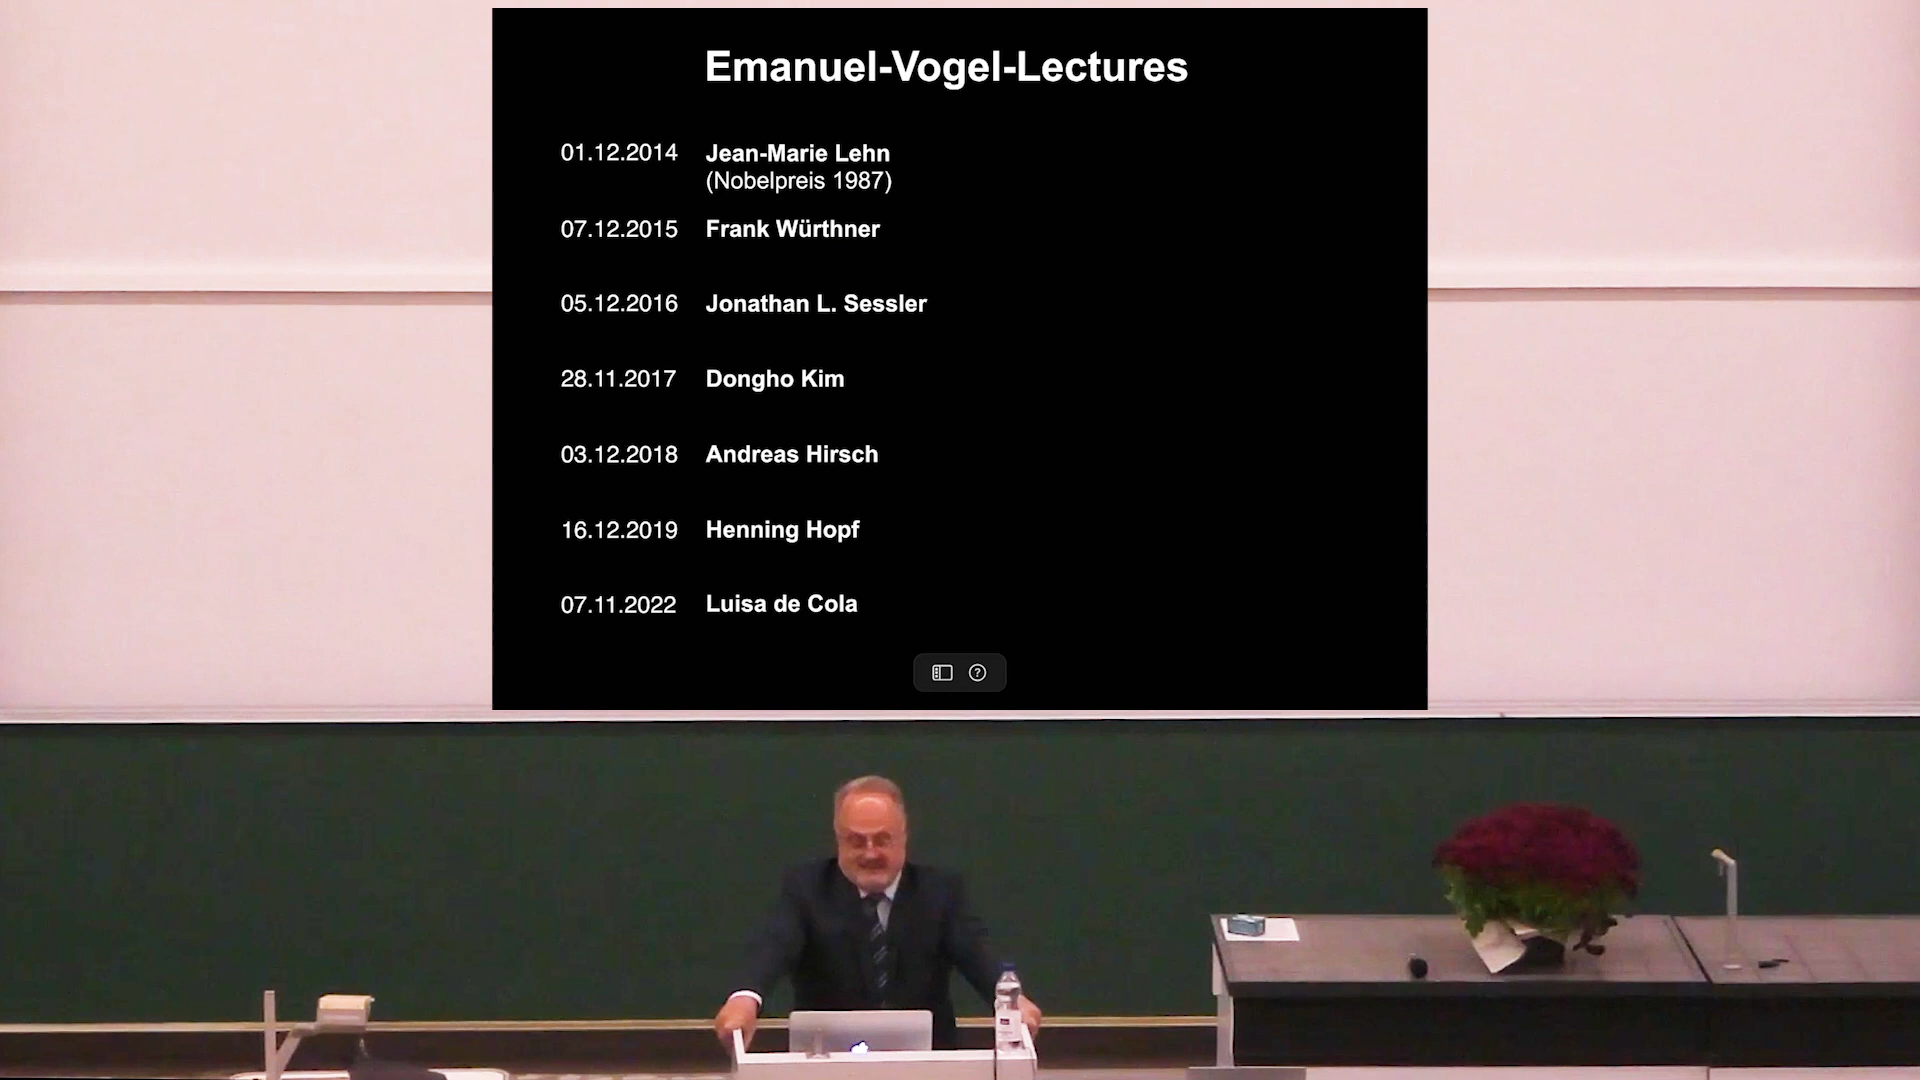 Emanuel-Vogel-Lectures
01.12.2014 Jean-Marie Lehn
(Nobelpreis 1987)
07.12.2015 Frank Würthner
05.12.2016 Jonathan L. Sessler
28.11.2017 Dongho Kim
03.12.2018 Andreas Hirsch
16.12.2019 Henning Hopf
07.11.2022 Luisa de Cola
?